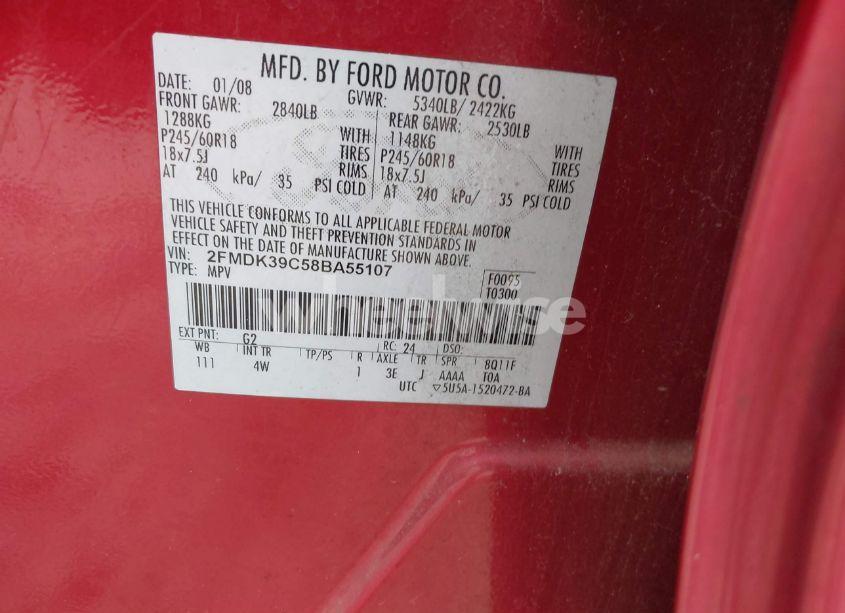 MFD. BY FORD MOTOR CO.
DATE: 01/08 GVWR: 5340LB/ 2422KG
FRONT GAWR: 2840LB REAR GAWR: 2530LB
1288KG WITH 1148KG WITH
P245/60R18 TIRES P245/60R18 TIRES
18x7.5J RIMS 18x7.5J RIMS
AT 240 kPa/ 35 PSI COLD AT 240 kPa/ 35 PSI COLD
THIS VEHICLE CONFORMS TO ALL APPLICABLE FEDERAL MOTOR
VEHICLE SAFETY AND THEFT PREVENTION STANDARDS IN
EFFECT ON THE DATE OF MANUFACTURE SHOWN ABOVE.
VIN: 2FMDK39C58BA55107
TYPE: MPV F0095
T0300
wheelwise
EXT PNT: G2 RC: 24 DSO:
WB INT TR TP/PS R AXLE TR SPR 8Q11F
111 4W 1 3E J AAAA T0A
UTC ▽5U5A-1520472-BA